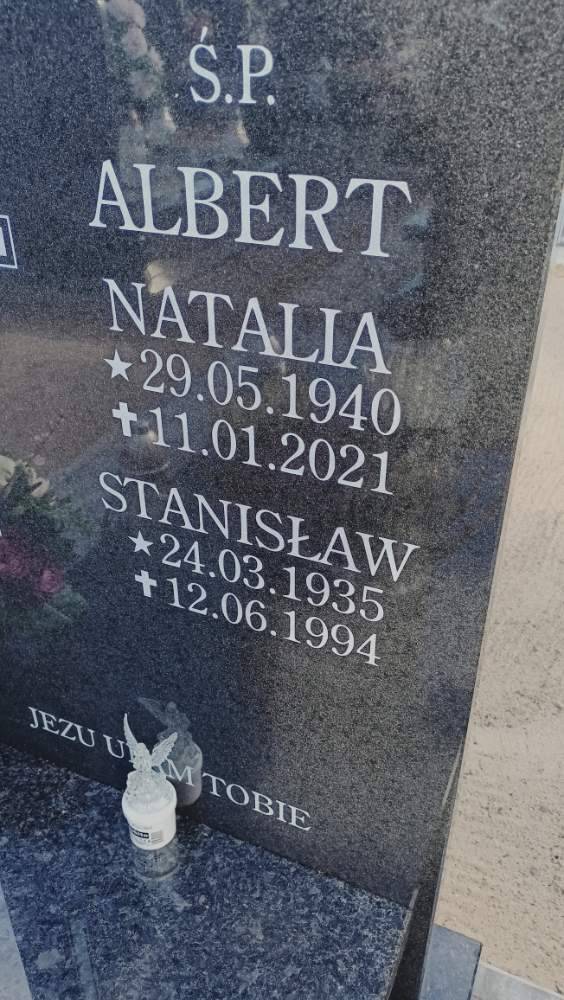 Ś.P.
ALBERT
NATALIA
★29.05.1940
✝11.01.2021
STANISŁAW
★24.03.1935
✝12.06.1994
JEZU TOBIE